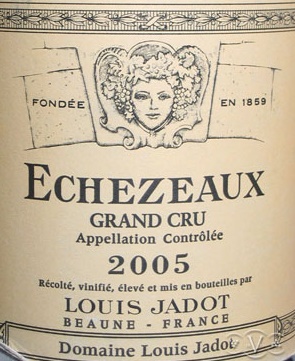 FONDÉE EN 1859
ECHEZEAUX
GRAND CRU
Appellation Contrôlée
2005
Récolté, vinifié, élevé et mis en bouteilles par
LOUIS JADOT
BEAUNE - FRANCE
Domaine Louis Jadot